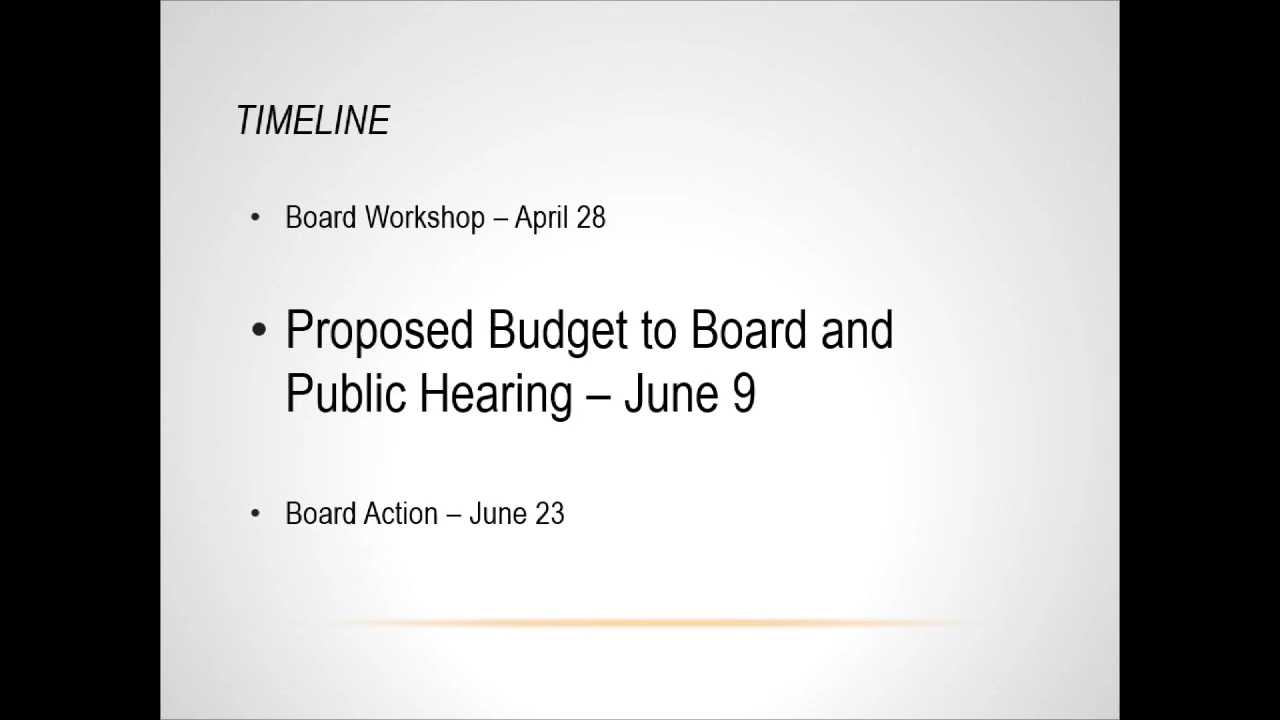 TIMELINE
• Board Workshop – April 28
• Proposed Budget to Board and
Public Hearing – June 9
• Board Action – June 23